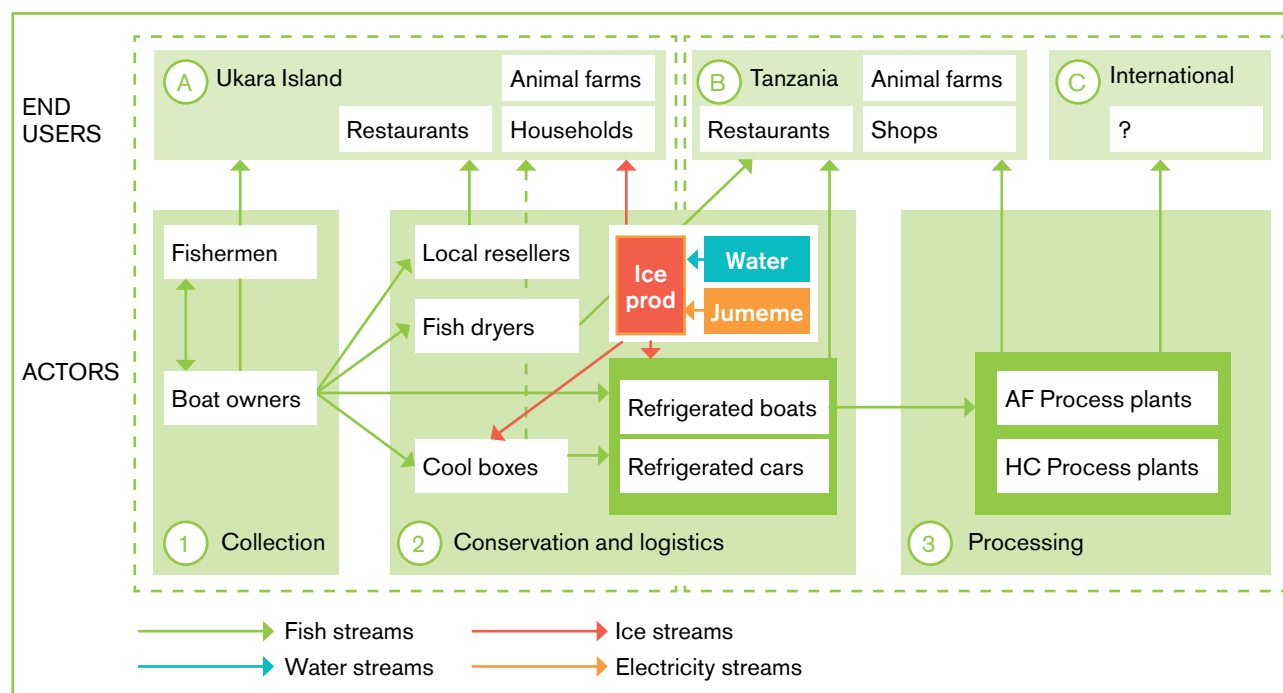 END
USERS
A
Ukara Island
Animal farms
Restaurants
Households
B
Tanzania
Animal farms
Restaurants
Shops
C
International
?
ACTORS
Fishermen
Boat owners
1
Collection
Local resellers
Fish dryers
Cool boxes
Ice
prod
Water
Jumeme
Refrigerated boats
Refrigerated cars
2
Conservation and logistics
AF Process plants
HC Process plants
3
Processing
Fish streams
Ice streams
Water streams
Electricity streams